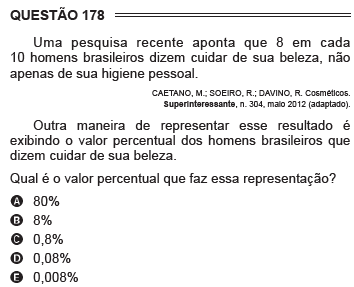 QUESTÃO 178
Uma pesquisa recente aponta que 8 em cada
10 homens brasileiros dizem cuidar de sua beleza, não
apenas de sua higiene pessoal.
CAETANO, M.; SOEIRO, R.; DAVINO, R. Cosméticos.
Superinteressante, n. 304, maio 2012 (adaptado).
Outra maneira de representar esse resultado é
exibindo o valor percentual dos homens brasileiros que
dizem cuidar de sua beleza.
Qual é o valor percentual que faz essa representação?
A 80%
B 8%
C 0,8%
D 0,08%
E 0,008%